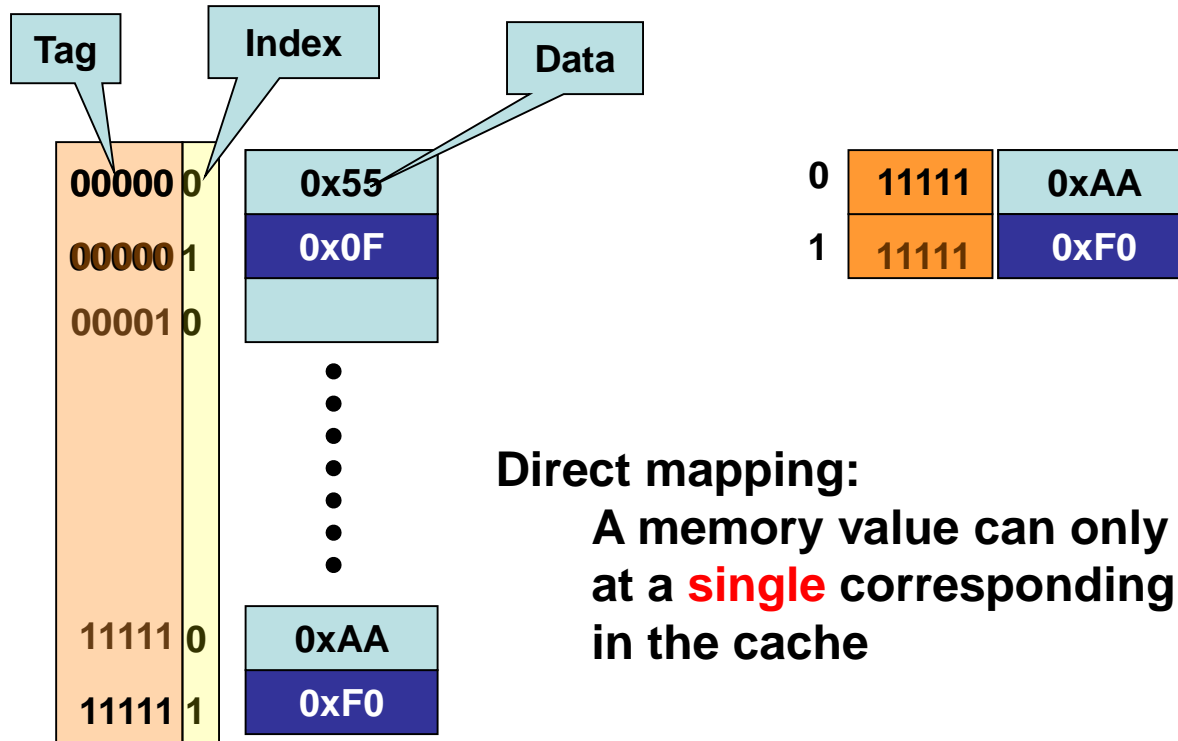 Tag
Index
Data
00000 0
0x55
00000 1
0x0F
00001 0
11111 0
0xAA
11111 1
0xF0
0
11111
0xAA
1
11111
0xF0
Direct mapping:
A memory value can only
at a single corresponding
in the cache